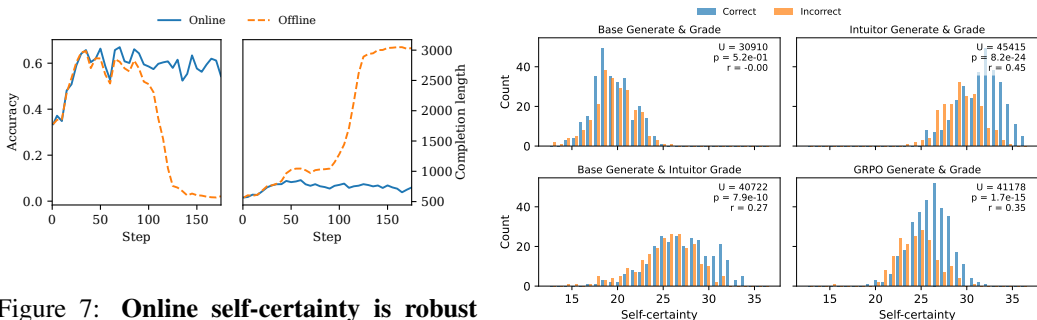 Online Offline
Accuracy
0.6
0.4
0.2
0.0
0 50 100 150
Step
0 50 100 150
Step
3000
2500
2000
1500
1000
500
Completion length
Figure 7: Online self-certainty is robust
Correct Incorrect
Base Generate & Grade
U = 30910
p = 5.2e-01
r = -0.00
Count
40
20
0
Intuitor Generate & Grade
U = 45415
p = 8.2e-24
r = 0.45
Base Generate & Intuitor Grade
U = 40722
p = 7.9e-10
r = 0.27
Count
40
20
0
15 20 25 30 35
Self-certainty
GRPO Generate & Grade
U = 41178
p = 1.7e-15
r = 0.35
15 20 25 30 35
Self-certainty